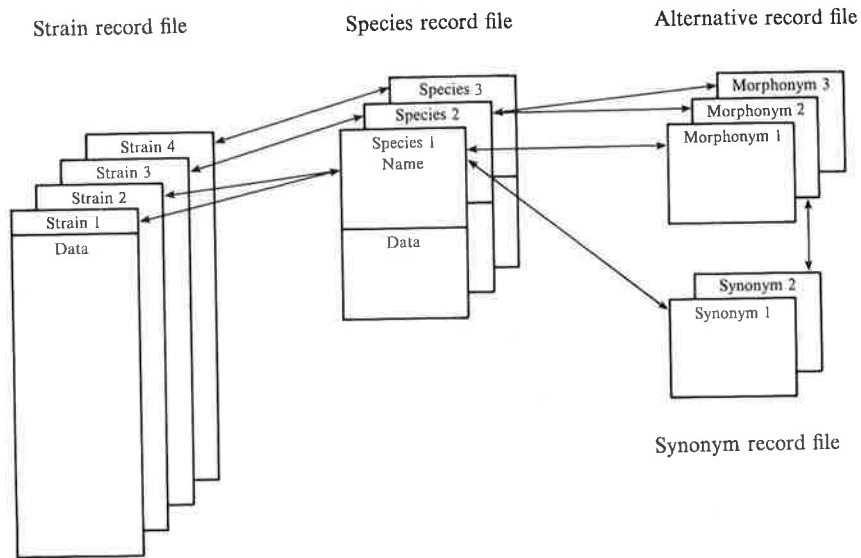 Strain record file
Species record file
Alternative record file
Species 3
Species 2
Species 1
Name
Data
Morphonym 3
Morphonym 2
Morphonym 1
Strain 4
Strain 3
Strain 2
Strain 1
Data
Synonym 2
Synonym 1
Synonym record file